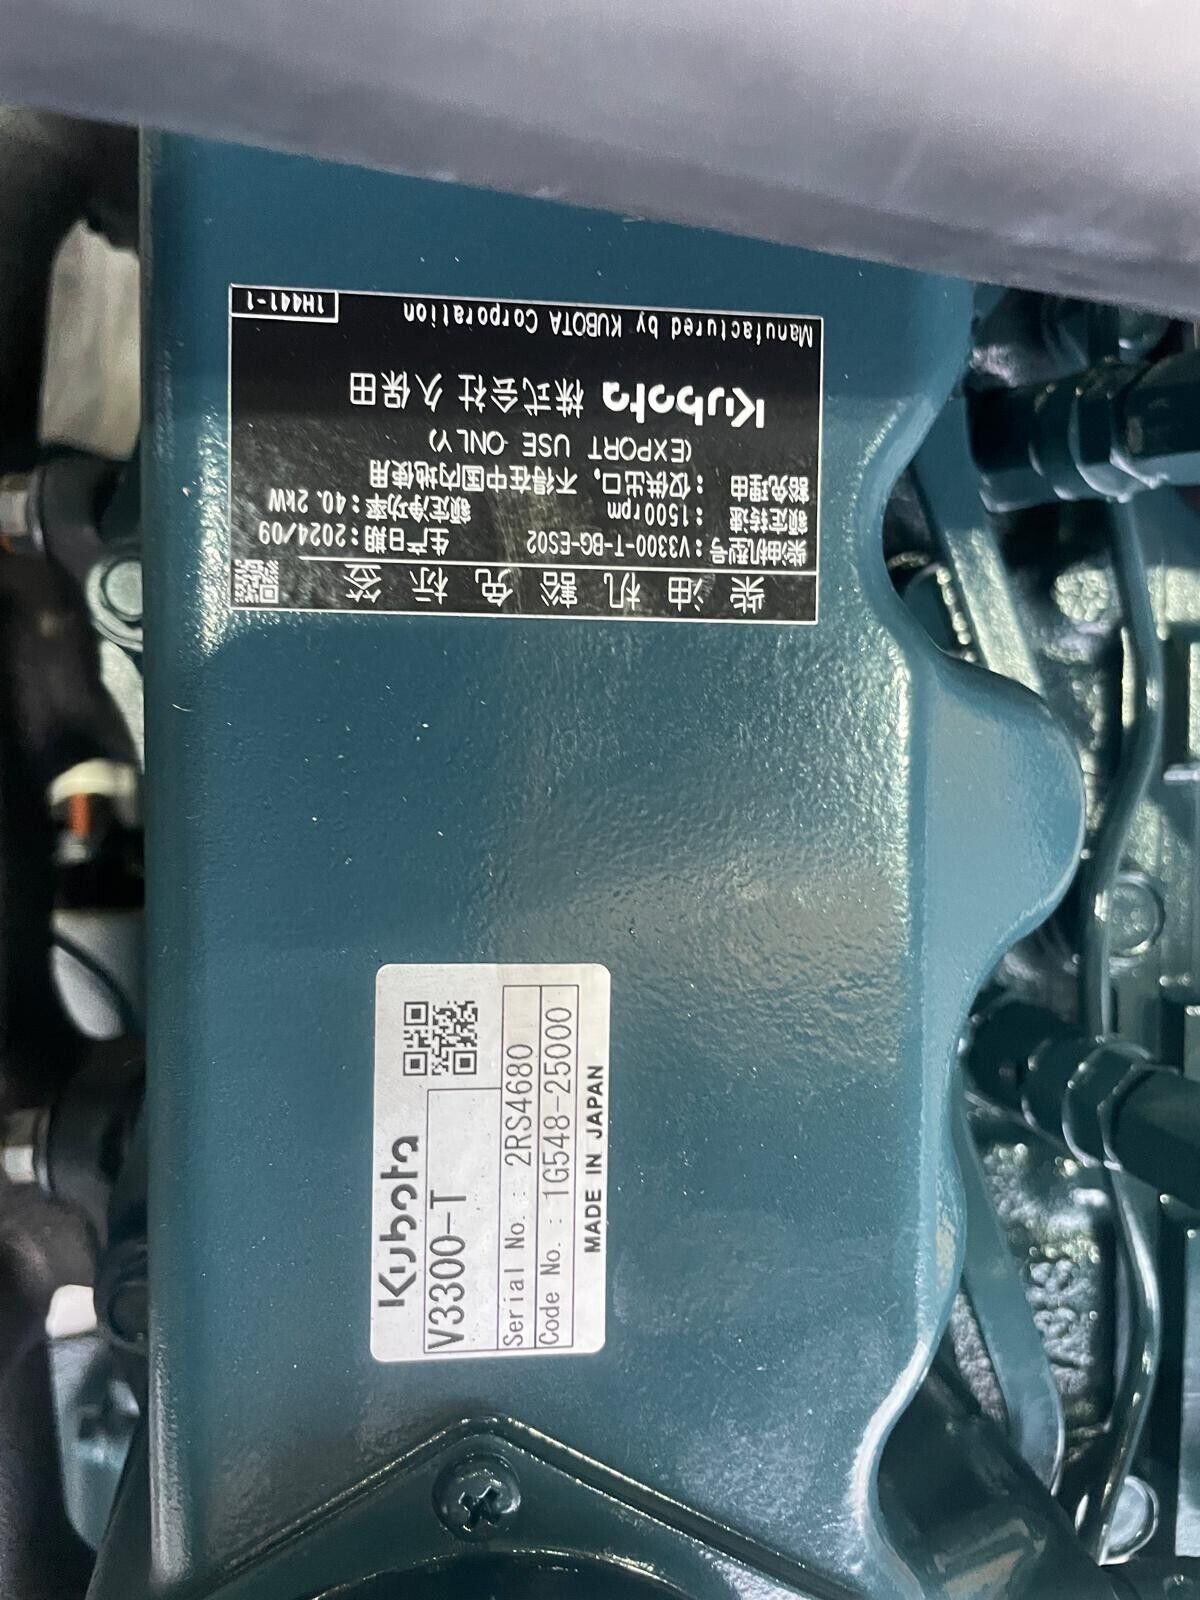 柴油机豁免标签
柴油机型号：V3300-T-BG-ES02 生产日期：2024/09
额定转速：1500rpm 额定净功率：40.2kW
豁免理由：仅供出口，不得在中国内地使用
(EXPORT USE ONLY)
Kubota 株式会社 久保田
Manufactured by KUBOTA Corporation
1H441-1
Kubota
V3300-T
Serial No.: 2RS4680
Code No.: 1G548-25000
MADE IN JAPAN